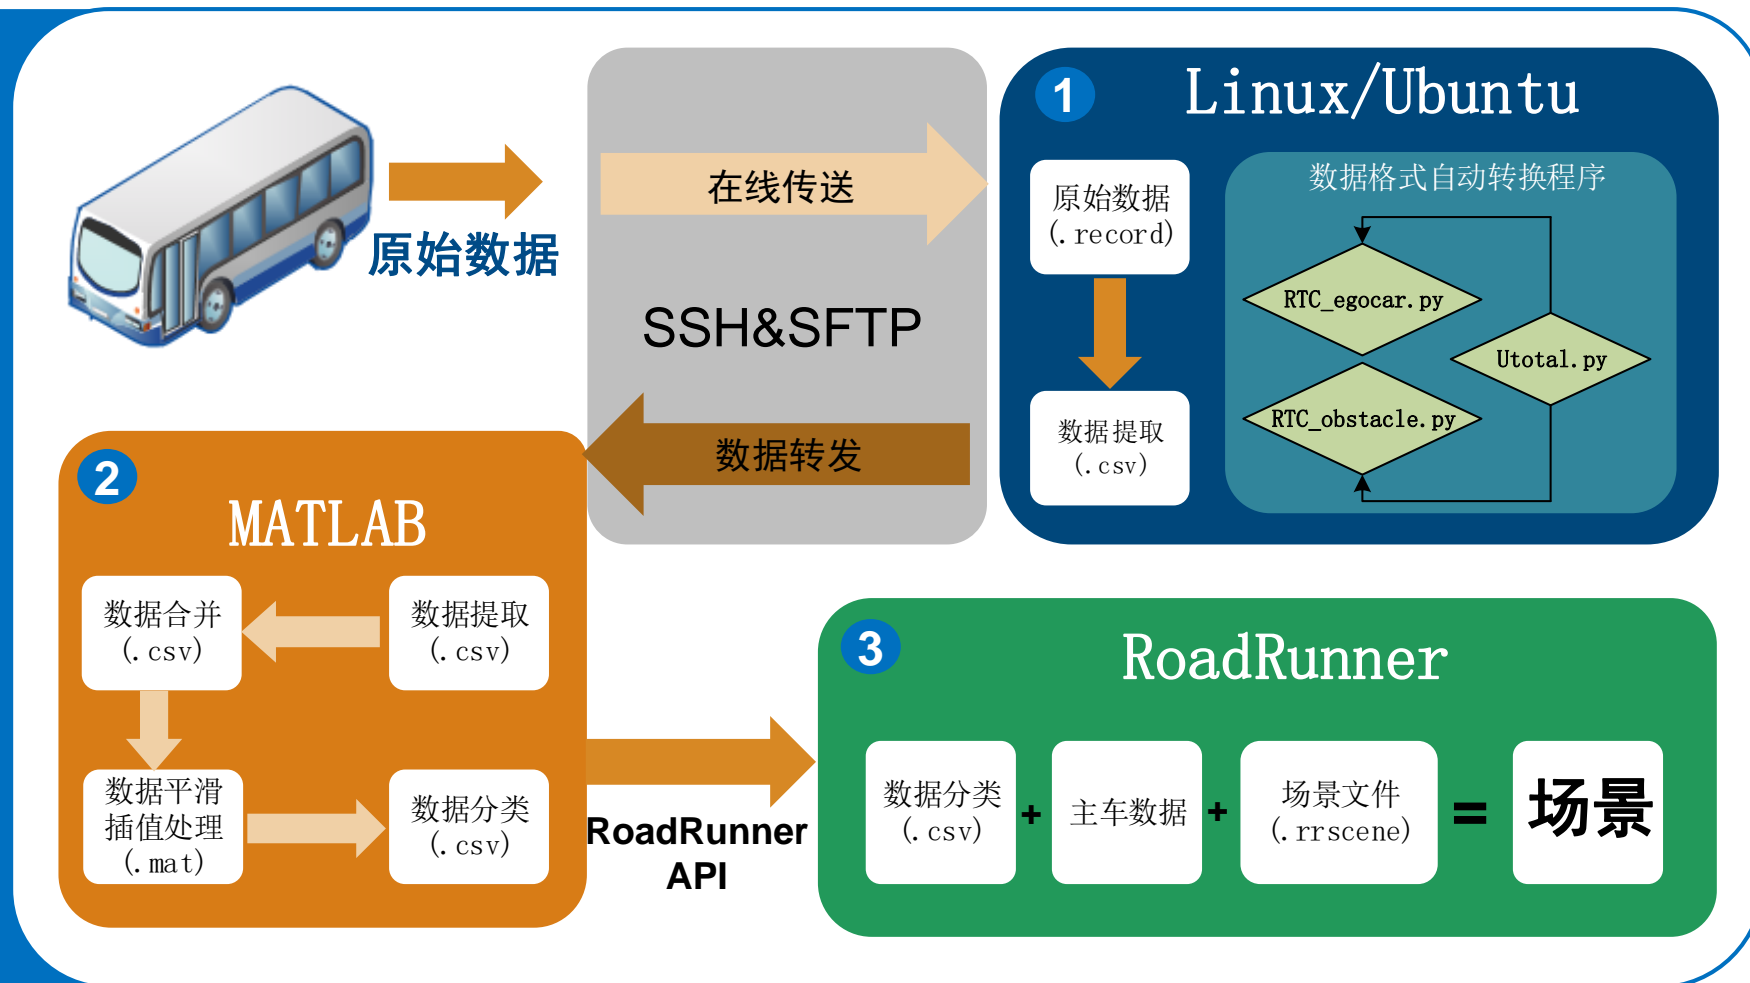 原始数据
在线传送
SSH&SFTP
数据转发
1
Linux/Ubuntu
原始数据
(.record)
数据提取
(.csv)
数据格式自动转换程序
RTC_egocar.py
Utotal.py
RTC_obstacle.py
2
MATLAB
数据合并
(.csv)
数据提取
(.csv)
数据平滑
插值处理
(.mat)
数据分类
(.csv)
RoadRunner
API
3
RoadRunner
数据分类
(.csv)
+
主车数据
+
场景文件
(.rrscene)
=
场景